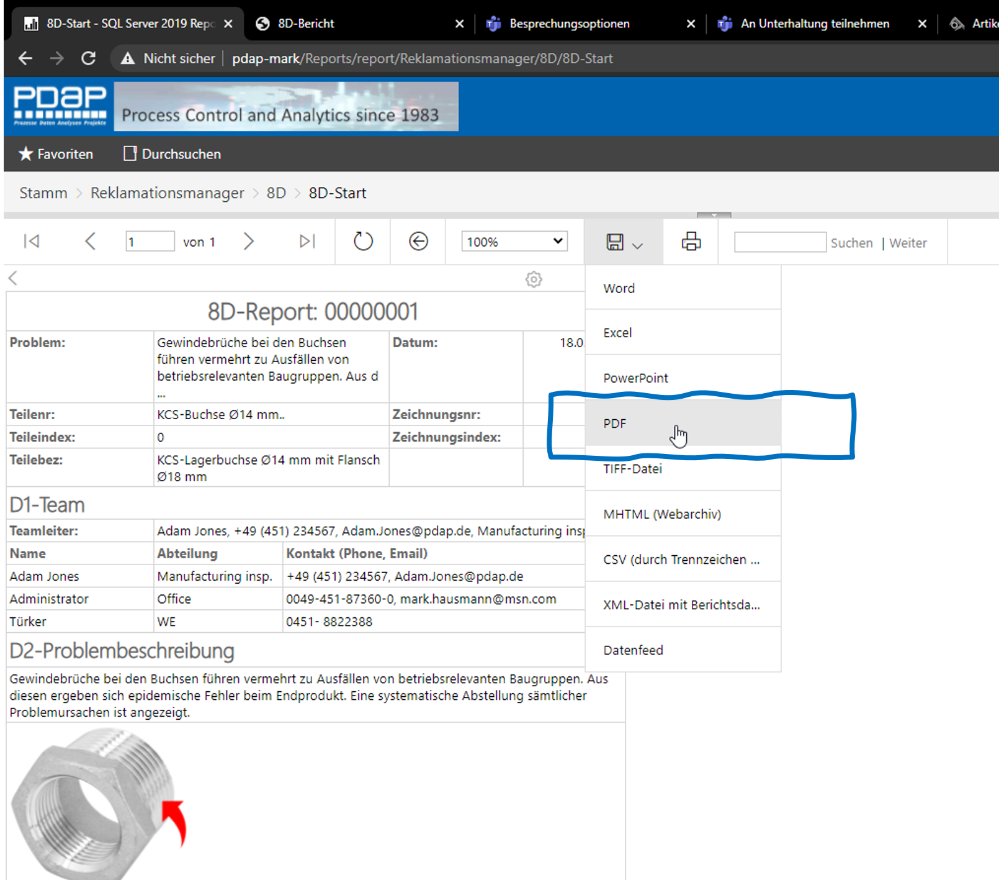 8D-Start - SQL Server 2019 Repo
8D-Bericht
Besprechungsoptionen
An Unterhaltung teilnehmen
Artik
Nicht sicher | pdap-mark/Reports/report/Reklamationsmanager/8D/8D-Start
PDAP
Prozesse Daten Analysen Projekte
Process Control and Analytics since 1983
Favoriten
Durchsuchen
Stamm > Reklamationsmanager > 8D > 8D-Start
1 von 1
100%
Suchen | Weiter
Word
Excel
PowerPoint
PDF
TIFF-Datei
MHTML (Webarchiv)
CSV (durch Trennzeichen ...
XML-Datei mit Berichtsda...
Datenfeed
8D-Report: 00000001
Problem:
Gewindebrüche bei den Buchsen
führen vermehrt zu Ausfällen von
betriebsrelevanten Baugruppen. Aus d
...
Datum:
18.0
Teilenr:
KCS-Buchse Ø14 mm..
Zeichnungsnr:
Teileindex:
0
Zeichnungsindex:
Teilebez:
KCS-Lagerbuchse Ø14 mm mit Flansch
Ø18 mm
D1-Team
Teamleiter:
Adam Jones, +49 (451) 234567, Adam.Jones@pdap.de, Manufacturing insp
Name
Abteilung
Kontakt (Phone, Email)
Adam Jones
Manufacturing insp.
+49 (451) 234567, Adam.Jones@pdap.de
Administrator
Office
0049-451-87360-0, mark.hausmann@msn.com
Türker
WE
0451- 8822388
D2-Problembeschreibung
Gewindebrüche bei den Buchsen führen vermehrt zu Ausfällen von betriebsrelevanten Baugruppen. Aus
diesen ergeben sich epidemische Fehler beim Endprodukt. Eine systematische Abstellung sämtlicher
Problemursachen ist angezeigt.